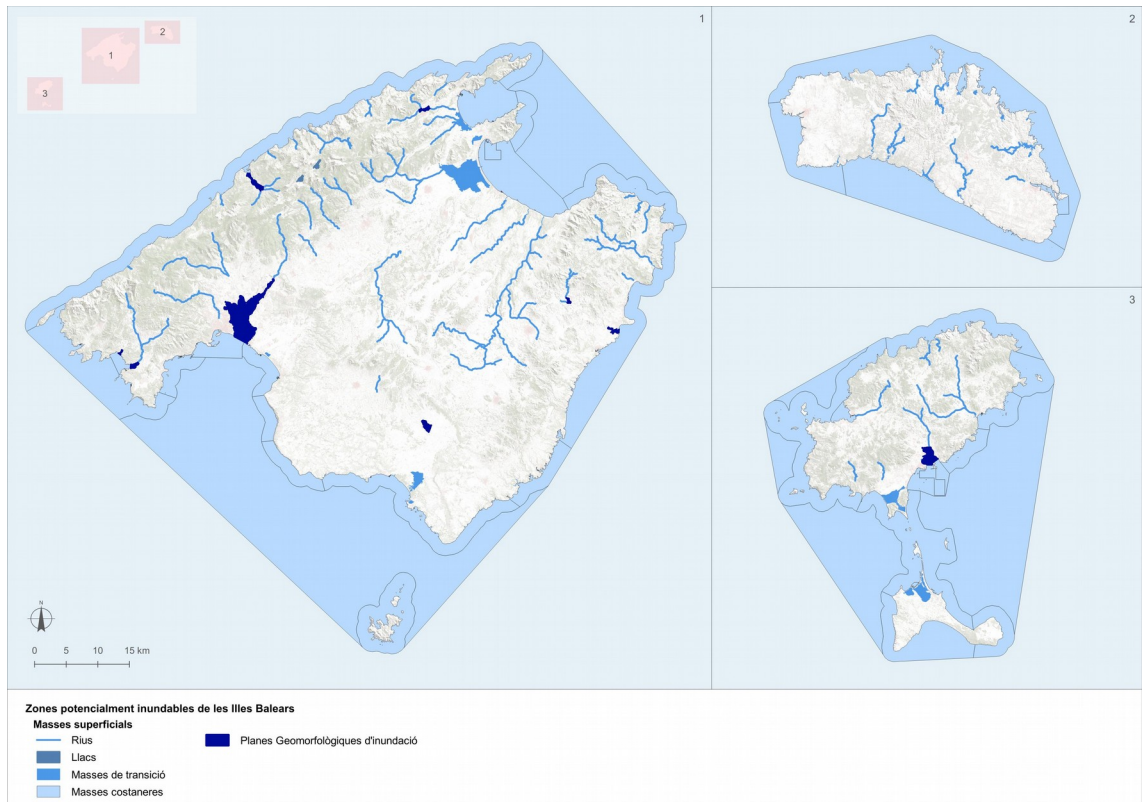 1
2
3
1
2
3
N
0 5 10 15 km
Zones potencialment inundables de les Illes Balears
Masses superficials
Rius
Planes Geomorfològiques d'inundació
Llacs
Masses de transició
Masses costaneres